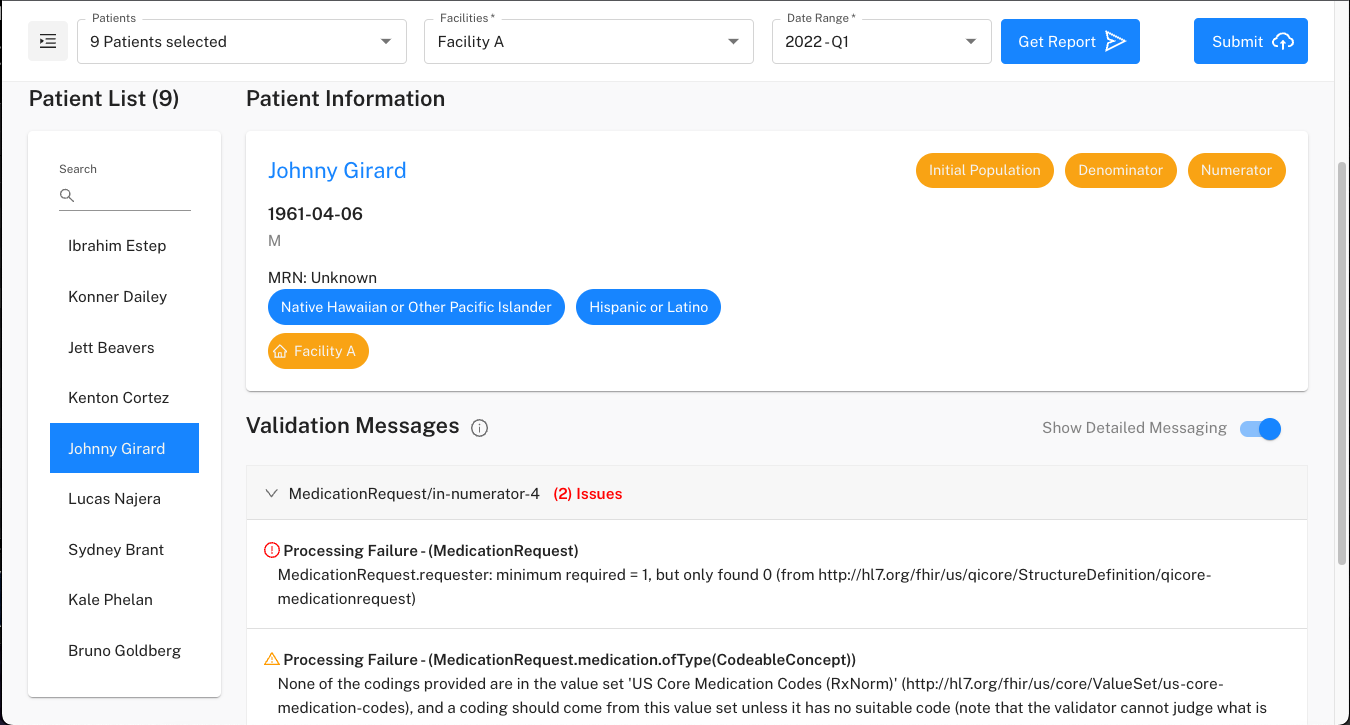 Patients
9 Patients selected
Facilities *
Facility A
Date Range *
2022 - Q1
Get Report
Submit
Patient List (9)
Search
Ibrahim Estep
Konner Dailey
Jett Beavers
Kenton Cortez
Johnny Girard
Lucas Najera
Sydney Brant
Kale Phelan
Bruno Goldberg
Patient Information
Johnny Girard
Initial Population
Denominator
Numerator
1961-04-06
M
MRN: Unknown
Native Hawaiian or Other Pacific Islander
Hispanic or Latino
Facility A
Validation Messages
Show Detailed Messaging
MedicationRequest/in-numerator-4 (2) Issues
Processing Failure - (MedicationRequest)
MedicationRequest.requester: minimum required = 1, but only found 0 (from http://hl7.org/fhir/us/qicore/StructureDefinition/qicore-
medicationrequest)
Processing Failure - (MedicationRequest.medication.ofType(CodeableConcept))
None of the codings provided are in the value set 'US Core Medication Codes (RxNorm)' (http://hl7.org/fhir/us/core/ValueSet/us-core-
medication-codes), and a coding should come from this value set unless it has no suitable code (note that the validator cannot judge what is